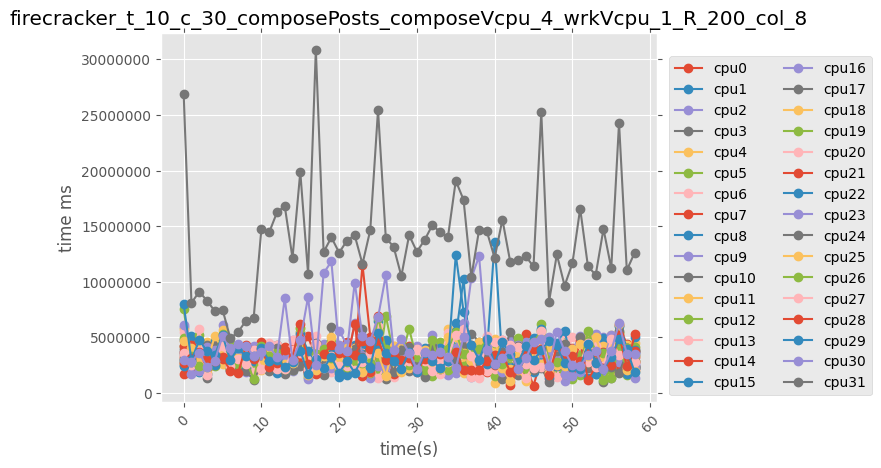 firecracker_t_10_c_30_composePosts_composeVcpu_4_wrkVcpu_1_R_200_col_8
time ms
30000000
25000000
20000000
15000000
10000000
5000000
0
0
10
20
30
40
50
60
time(s)
cpu0
cpu1
cpu2
cpu3
cpu4
cpu5
cpu6
cpu7
cpu8
cpu9
cpu10
cpu11
cpu12
cpu13
cpu14
cpu15
cpu16
cpu17
cpu18
cpu19
cpu20
cpu21
cpu22
cpu23
cpu24
cpu25
cpu26
cpu27
cpu28
cpu29
cpu30
cpu31